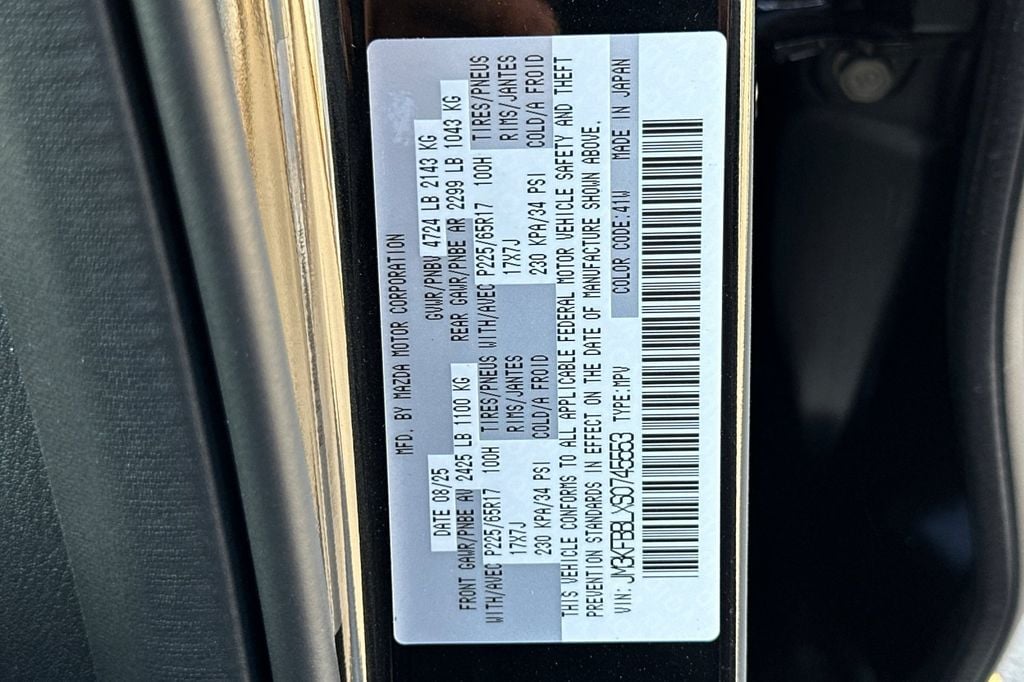 MFD. BY MAZDA MOTOR CORPORATION
DATE 08/25 GVWR/PNBV 4724 LB 2143 KG
FRONT GAWR/PNBE AV 2425 LB 1100 KG REAR GAWR/PNBE AR 2299 LB 1043 KG
WITH/AVEC P225/65R17 100H TIRES/PNEUS WITH/AVEC P225/65R17 100H TIRES/PNEUS
17X7J RIMS/JANTES 17X7J RIMS/JANTES
230 KPA/34 PSI COLD/A FROID 230 KPA/34 PSI COLD/A FROID
THIS VEHICLE CONFORMS TO ALL APPLICABLE FEDERAL MOTOR VEHICLE SAFETY AND THEFT
PREVENTION STANDARDS IN EFFECT ON THE DATE OF MANUFACTURE SHOWN ABOVE.
VIN: JM3KFBBLXS0745553 TYPE:MPV COLOR CODE:41W MADE IN JAPAN